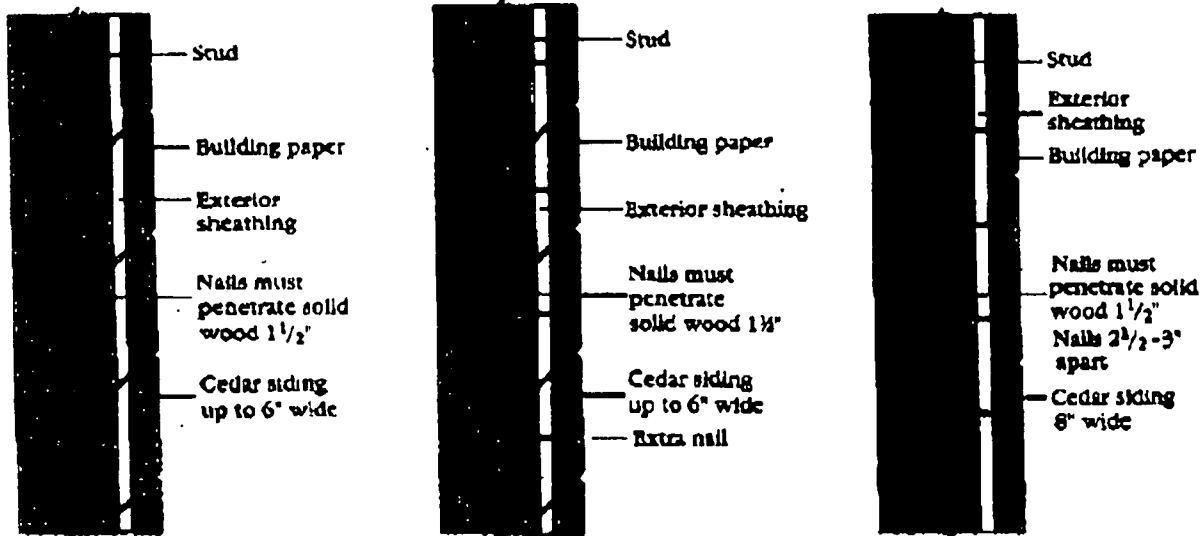 Stud
Building paper
Exterior
sheathing
Nails must
penetrate solid
wood 1 1/2"
Cedar siding
up to 6" wide
Stud
Building paper
Exterior sheathing
Nails must
penetrate
solid wood 1½"
Cedar siding
up to 6" wide
Extra nail
Stud
Exterior
sheathing
Building paper
Nails must
penetrate solid
wood 1 1/2"
Nails 2 1/2 - 3"
apart
Cedar siding
8" wide